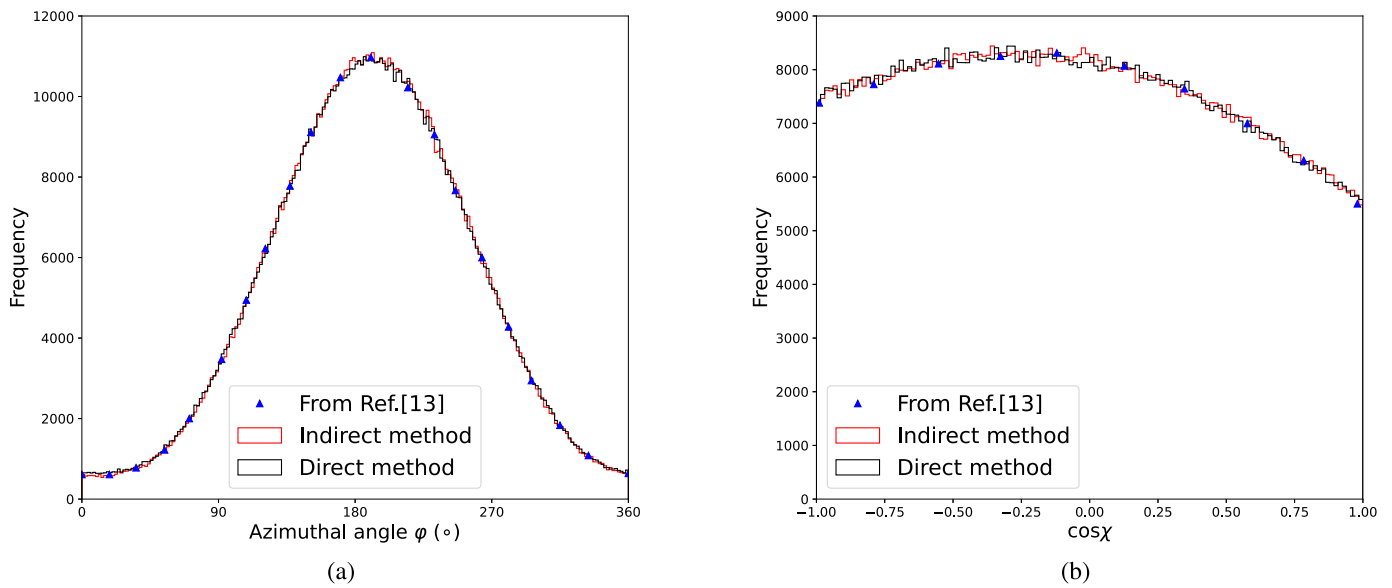 12000
10000
8000
6000
4000
2000
0
Frequency
From Ref.[13]
Indirect method
Direct method
0 90 180 270 360
Azimuthal angle φ (∘)
(a)
9000
8000
7000
6000
5000
4000
3000
2000
1000
0
Frequency
From Ref.[13]
Indirect method
Direct method
−1.00 −0.75 −0.50 −0.25 0.00 0.25 0.50 0.75 1.00
cosχ
(b)